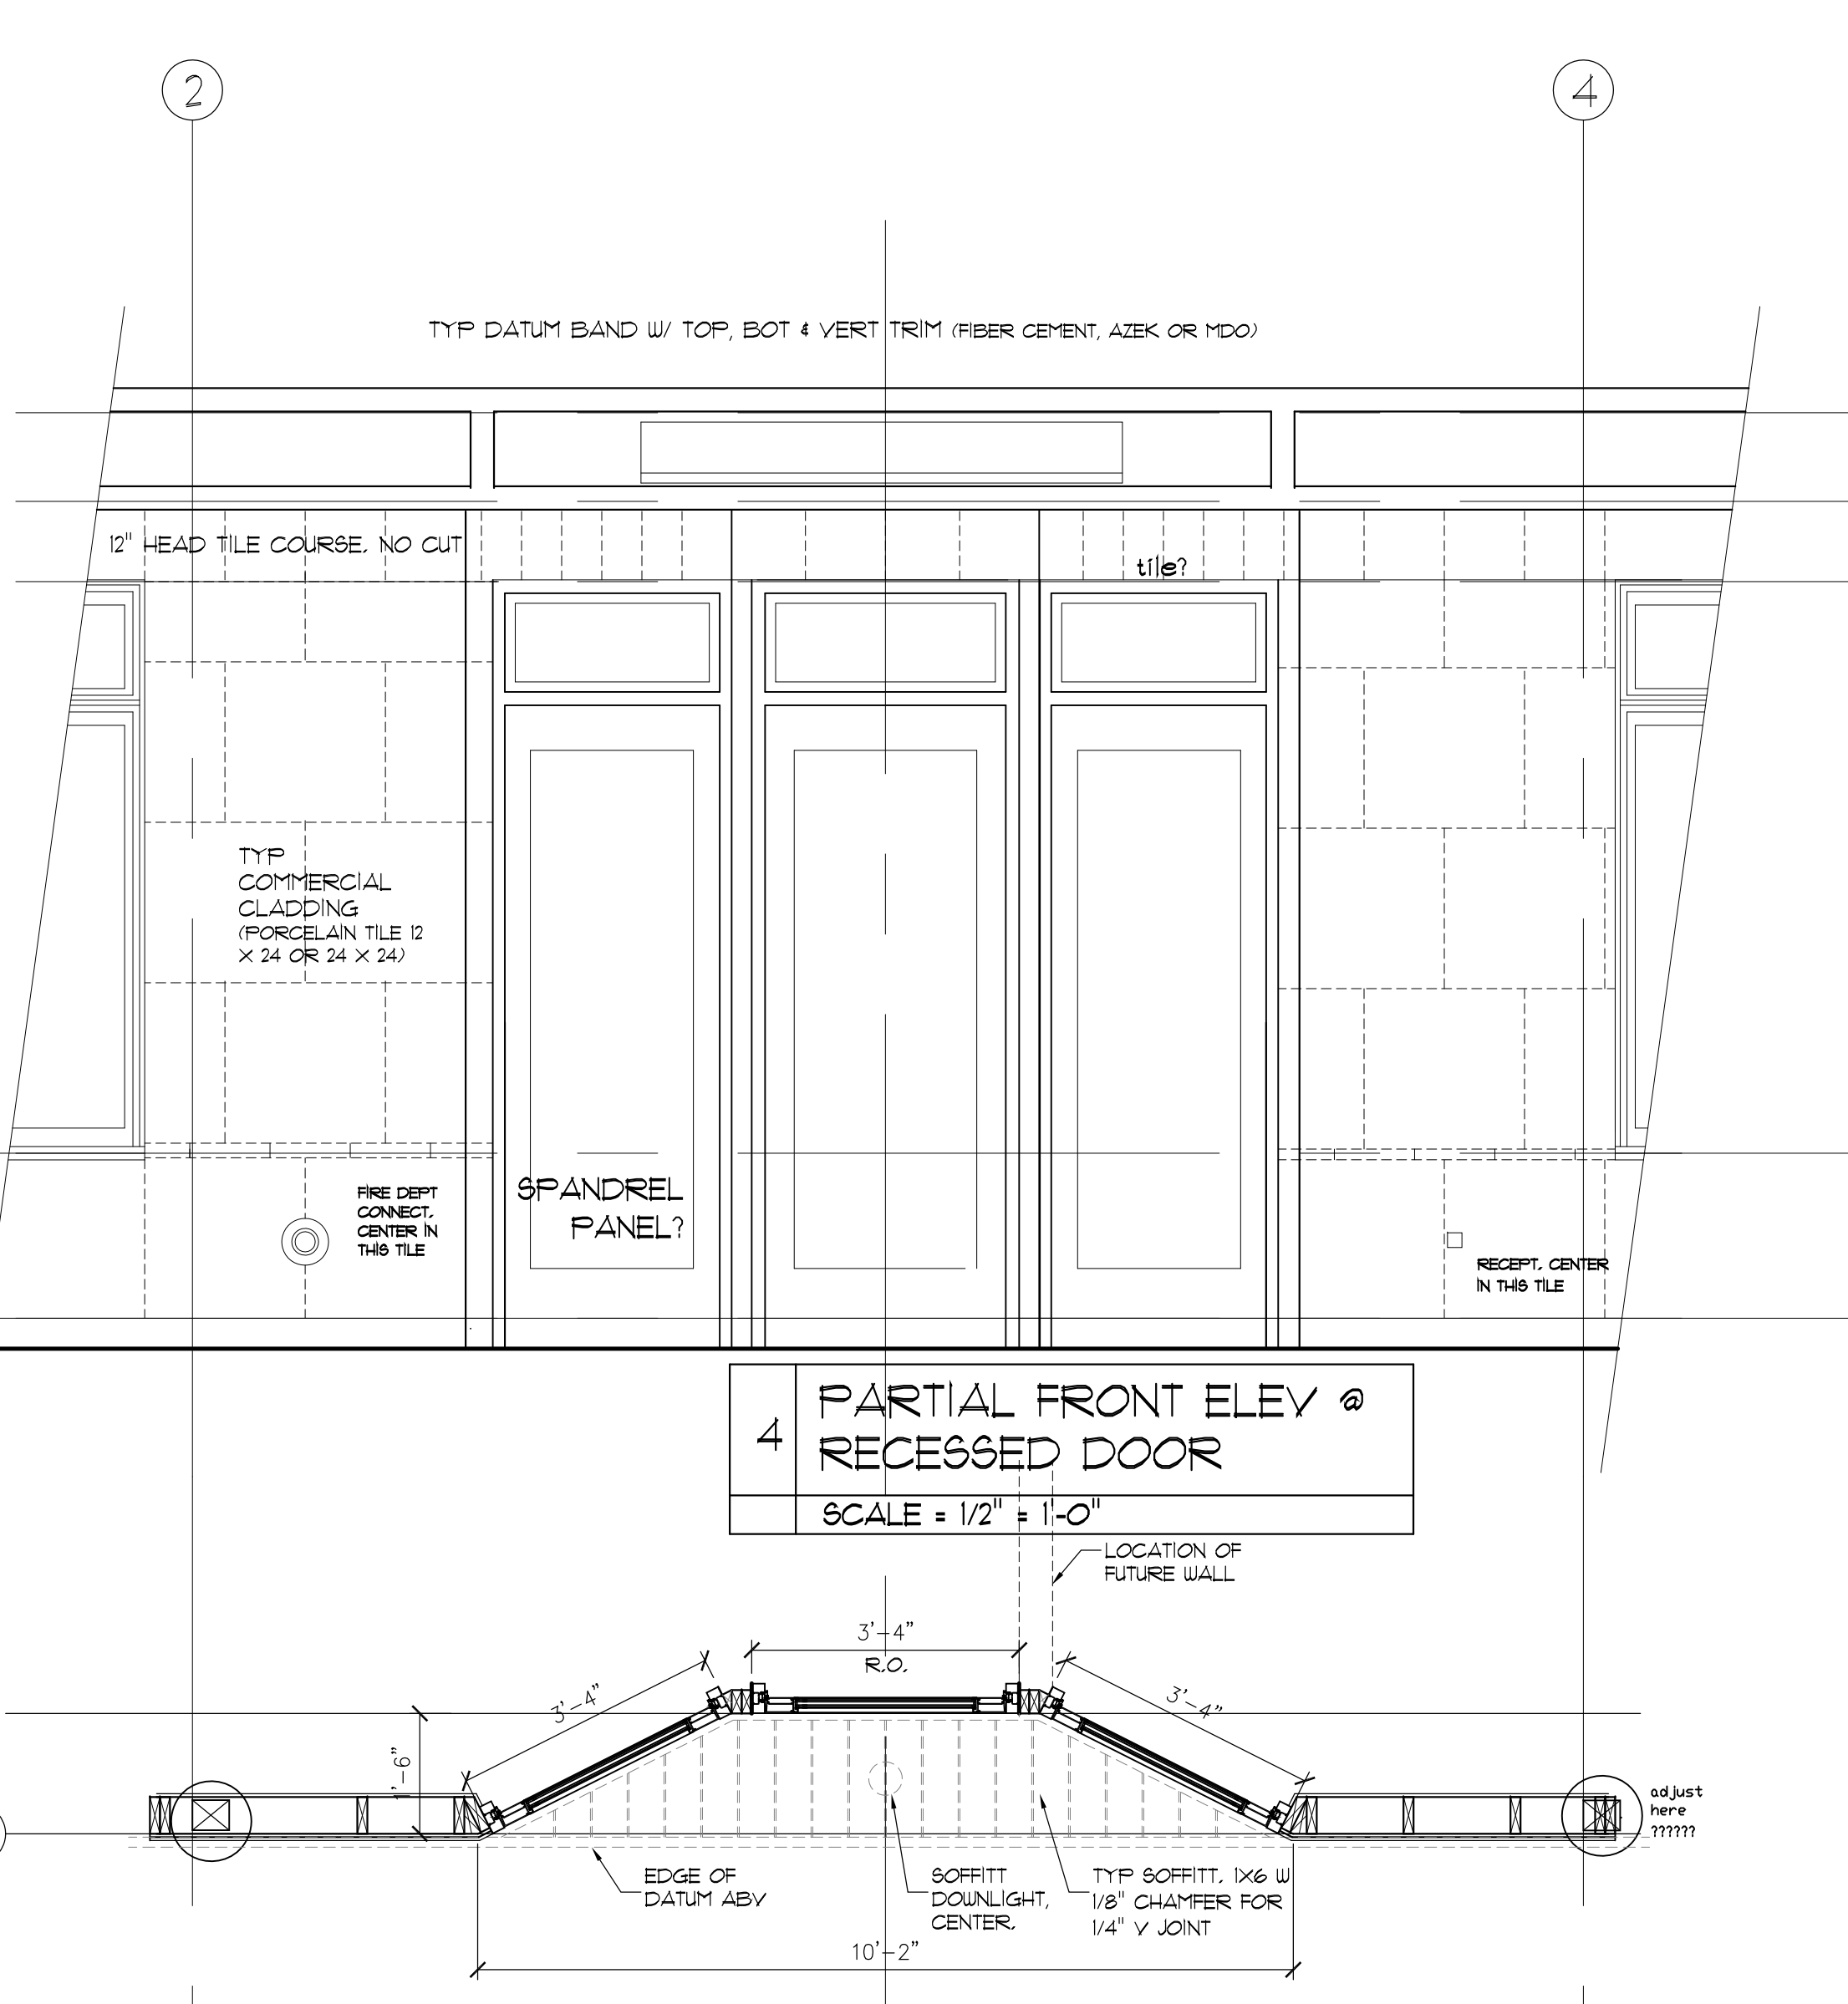 2
4
TYP DATUM BAND W/ TOP, BOT & VERT TRIM (FIBER CEMENT, AZEK OR MDO)
12" HEAD TILE COURSE. NO CUT
tile?
TYP
COMMERCIAL
CLADDING
(PORCELAIN TILE 12
X 24 OR 24 X 24)
SPANDREL
PANEL?
FIRE DEPT
CONNECT.
CENTER IN
THIS TILE
RECEPT. CENTER
IN THIS TILE
4
PARTIAL FRONT ELEV @
RECESSED DOOR
SCALE = 1/2" = 1'-0"
LOCATION OF
FUTURE WALL
3'-4"
R.O.
3'-4"
3'-4"
1'-6"
adjust
here
??????
EDGE OF
DATUM ABV
SOFFITT
DOWNLIGHT,
CENTER.
TYP SOFFITT. 1X6 W
1/8" CHAMFER FOR
1/4" V JOINT
10'-2"